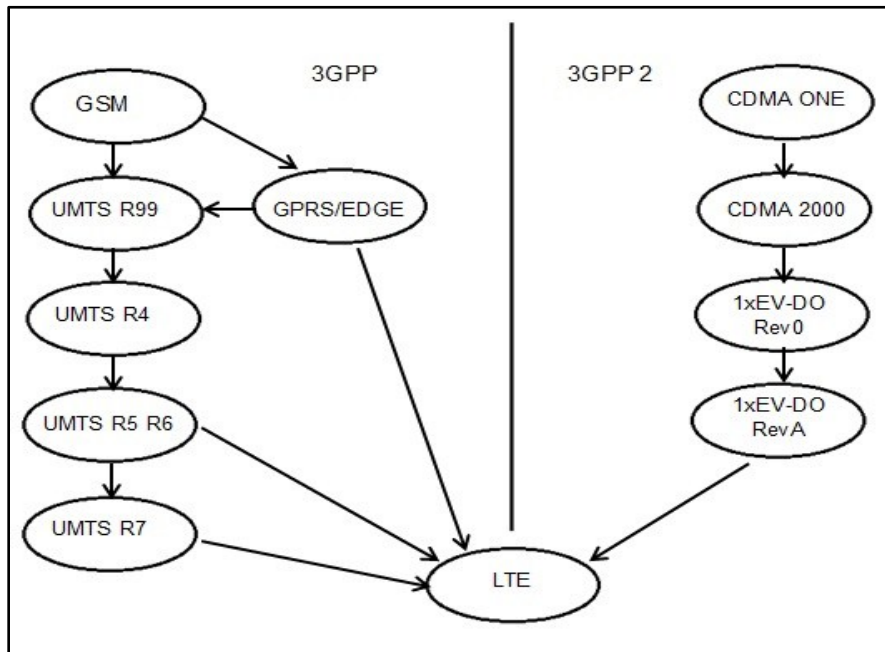 3GPP
3GPP 2
GSM
CDMA ONE
UMTS R99
GPRS/EDGE
CDMA 2000
UMTS R4
1xEV-DO
Rev0
UMTS R5 R6
1xEV-DO
RevA
UMTS R7
LTE